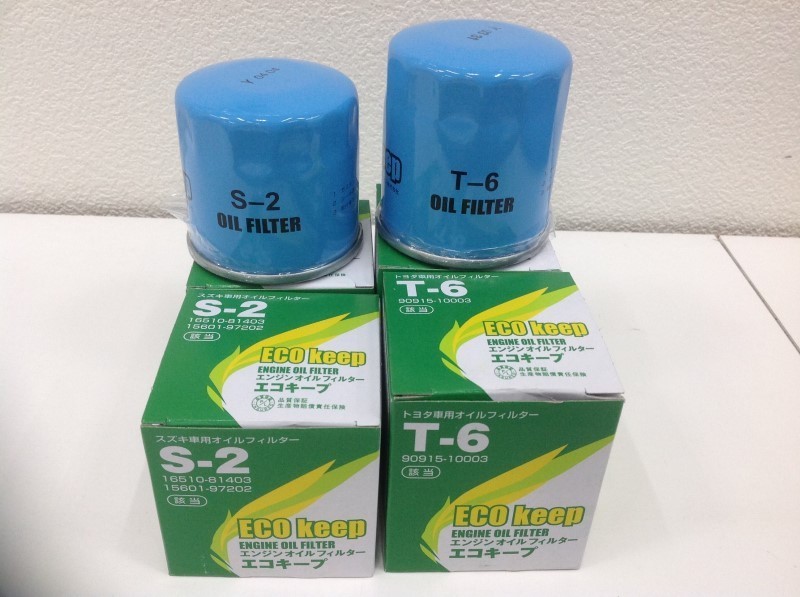 Y 04.04
S-2
OIL FILTER
ep
T-6
OIL FILTER
スズキ車用オイルフィルター
S-2
16510-81403
15601-97202
該当
ECO keep
ENGINE OIL FILTER
エンジンオイルフィルター
エコキープ
品質保証
生産物賠償責任保険
トヨタ車用オイルフィルター
T-6
90915-10003
該当
ECO keep
ENGINE OIL FILTER
エンジンオイルフィルター
エコキープ
品質保証
生産物賠償責任保険
スズキ車用オイルフィルター
S-2
16510-81403
15601-97202
該当
ECO keep
ENGINE OIL FILTER
エンジンオイルフィルター
エコキープ
トヨタ車用オイルフィルター
T-6
90915-10003
該当
ECO keep
ENGINE OIL FILTER
エンジンオイルフィルター
エコキープ